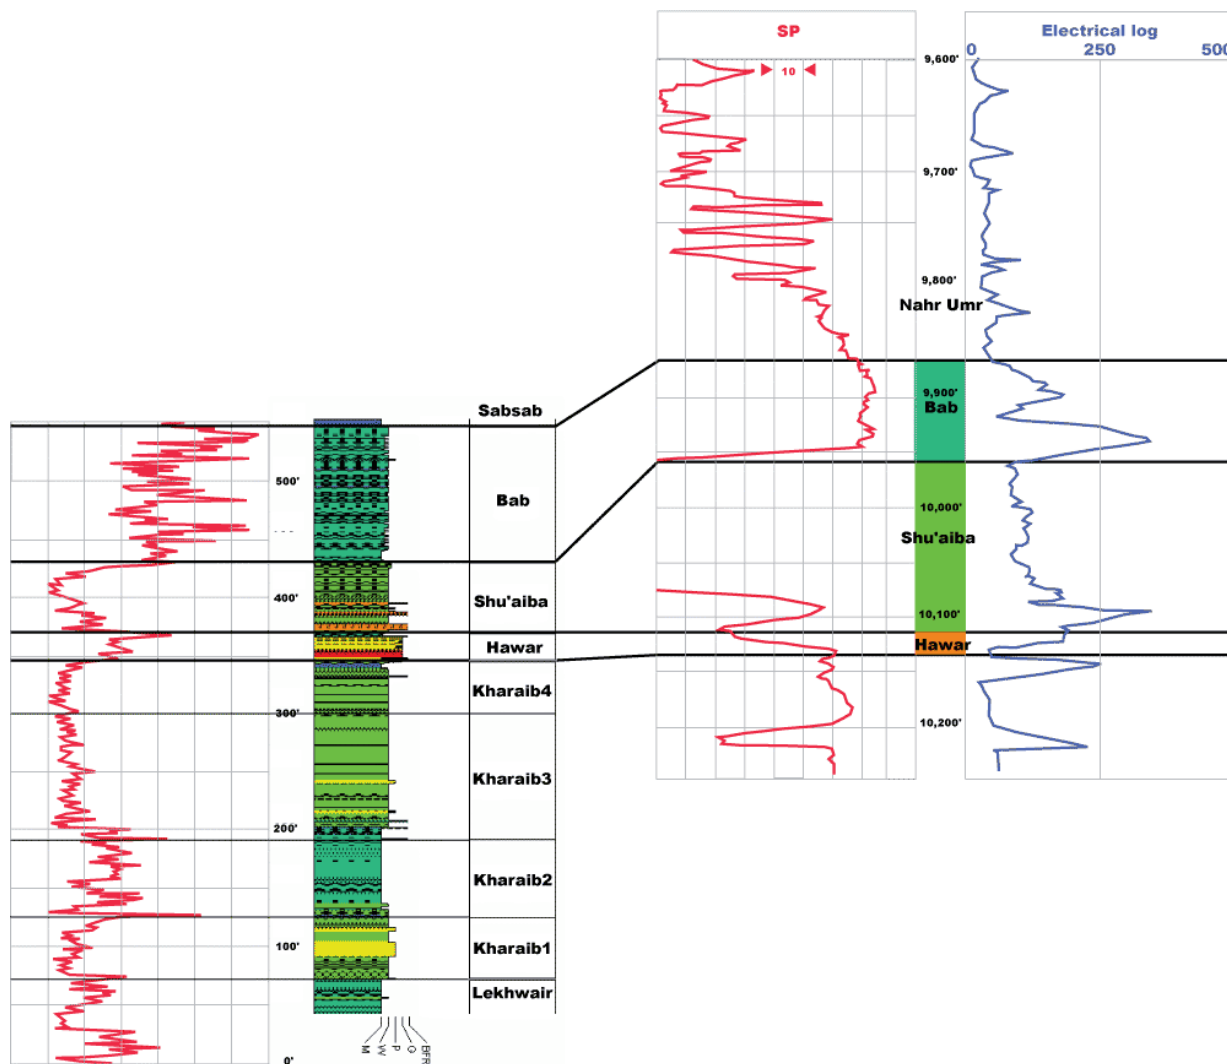 SP
Electrical log
0 250 500
10
9,600'
9,700'
9,800'
Nahr Umr
9,900'
Bab
10,000'
Shu'aiba
10,100'
Hawar
10,200'
Sabsab
500'
Bab
400'
Shu'aiba
Hawar
Kharaib4
300'
Kharaib3
200'
Kharaib2
100'
Kharaib1
Lekhwair
0'
M W P G BFR